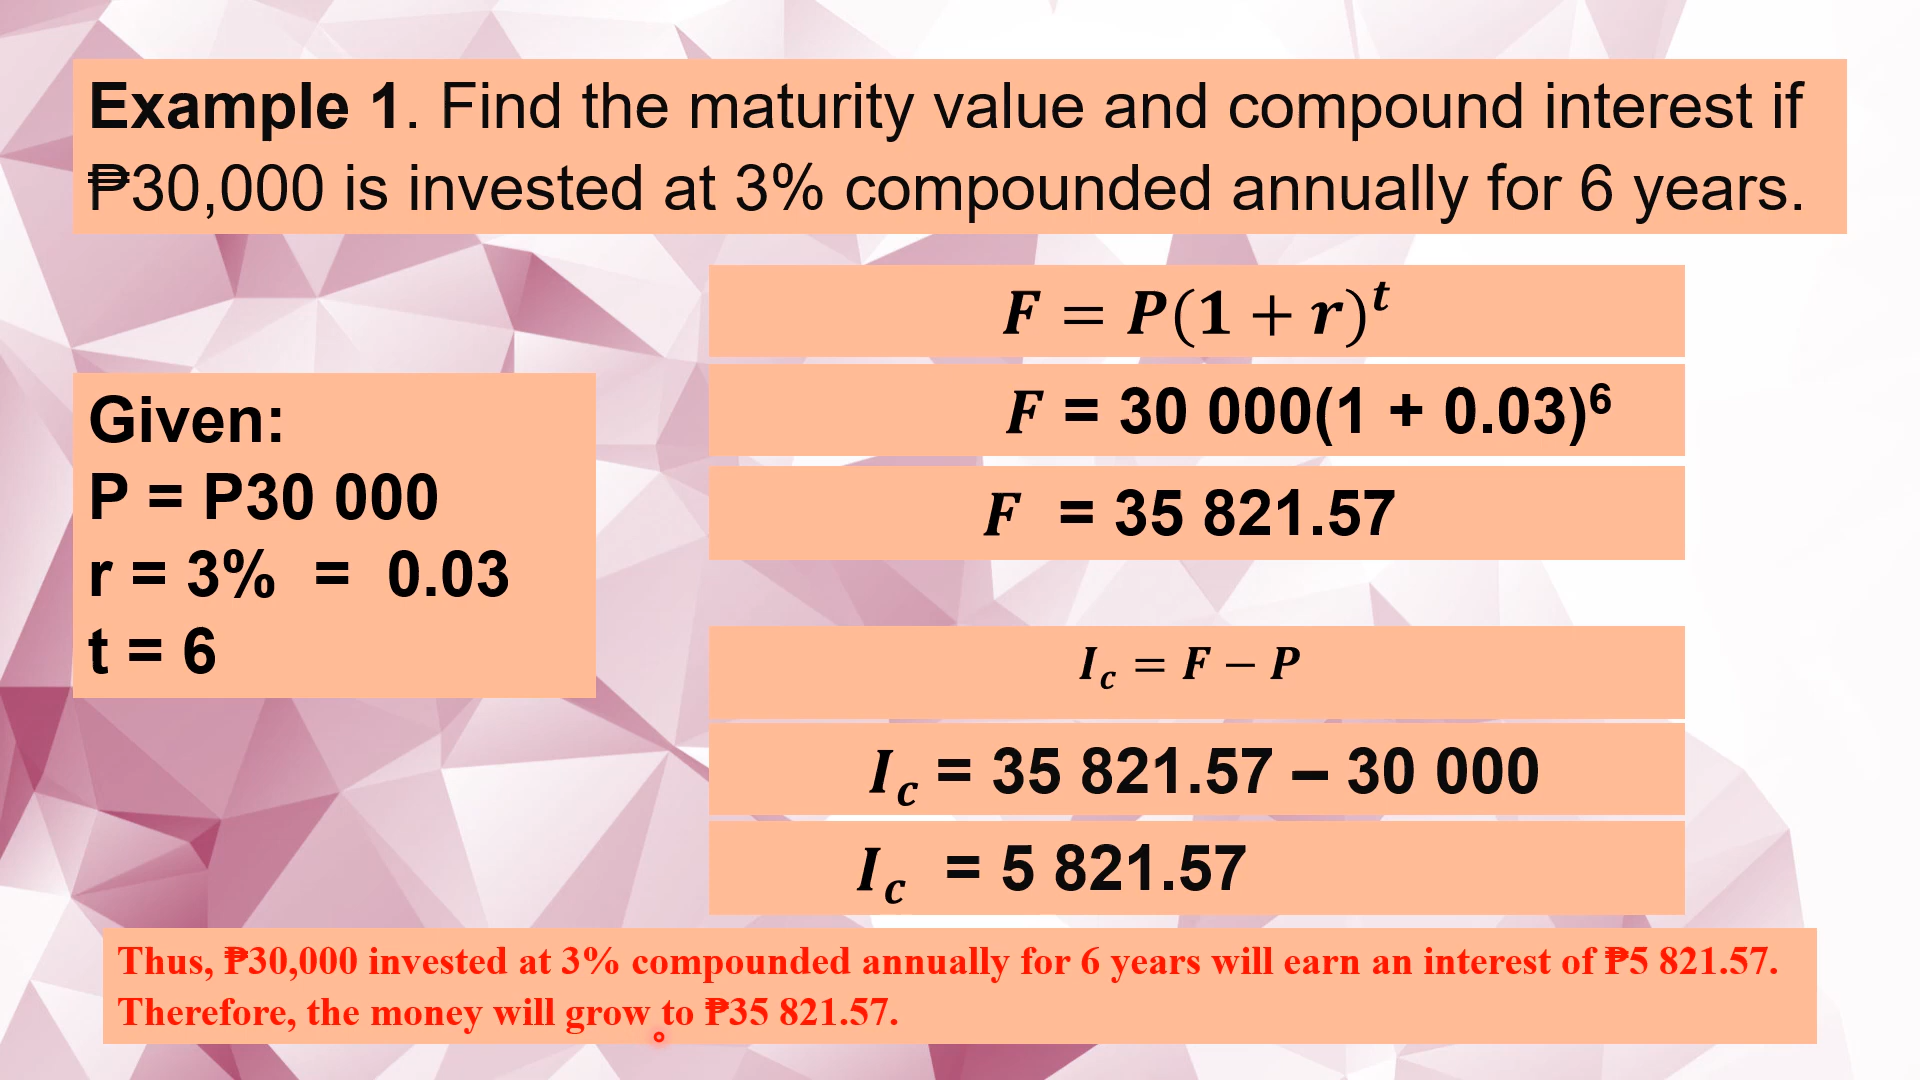 Example 1. Find the maturity value and compound interest if
₱30,000 is invested at 3% compounded annually for 6 years.
Given:
P = P30 000
r = 3% = 0.03
t = 6
F = P(1 + r)^t
F = 30 000(1 + 0.03)⁶
F = 35 821.57
I_c = F − P
I_c = 35 821.57 – 30 000
I_c = 5 821.57
Thus, ₱30,000 invested at 3% compounded annually for 6 years will earn an interest of ₱5 821.57.
Therefore, the money will grow to ₱35 821.57.